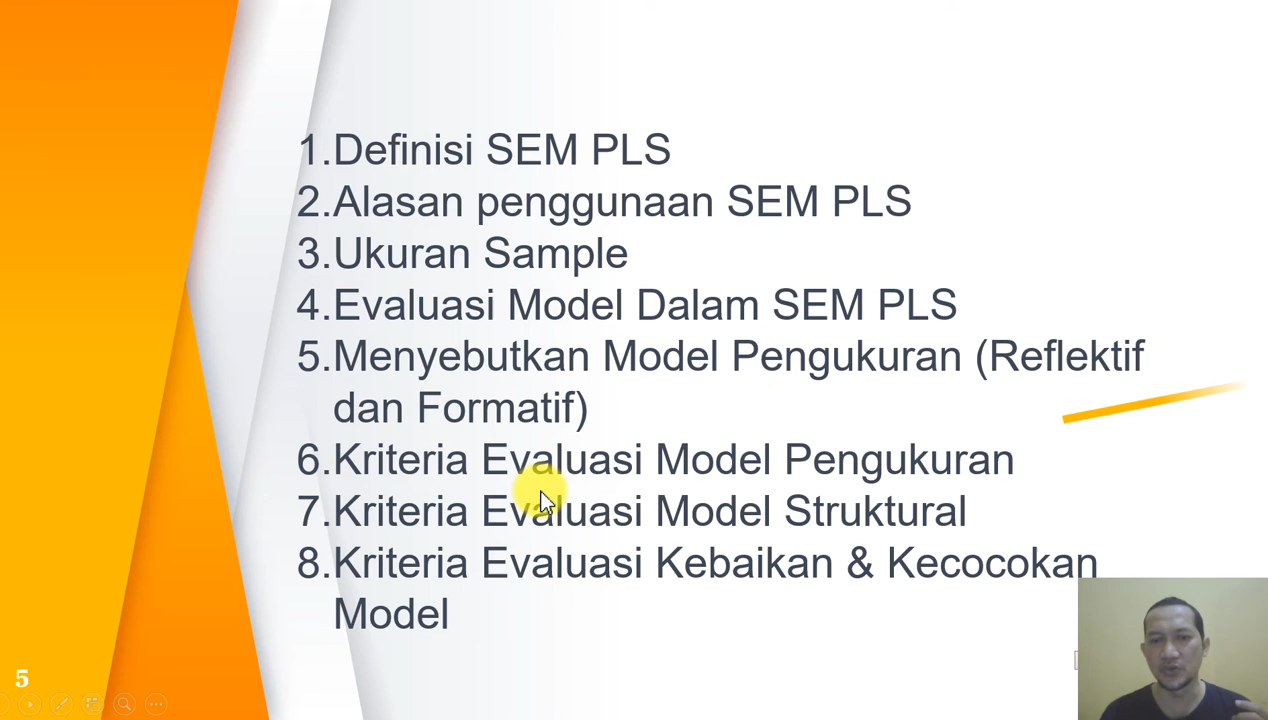 1.Definisi SEM PLS
2.Alasan penggunaan SEM PLS
3.Ukuran Sample
4.Evaluasi Model Dalam SEM PLS
5.Menyebutkan Model Pengukuran (Reflektif
dan Formatif)
6.Kriteria Evaluasi Model Pengukuran
7.Kriteria Evaluasi Model Struktural
8.Kriteria Evaluasi Kebaikan & Kecocokan
Model
5